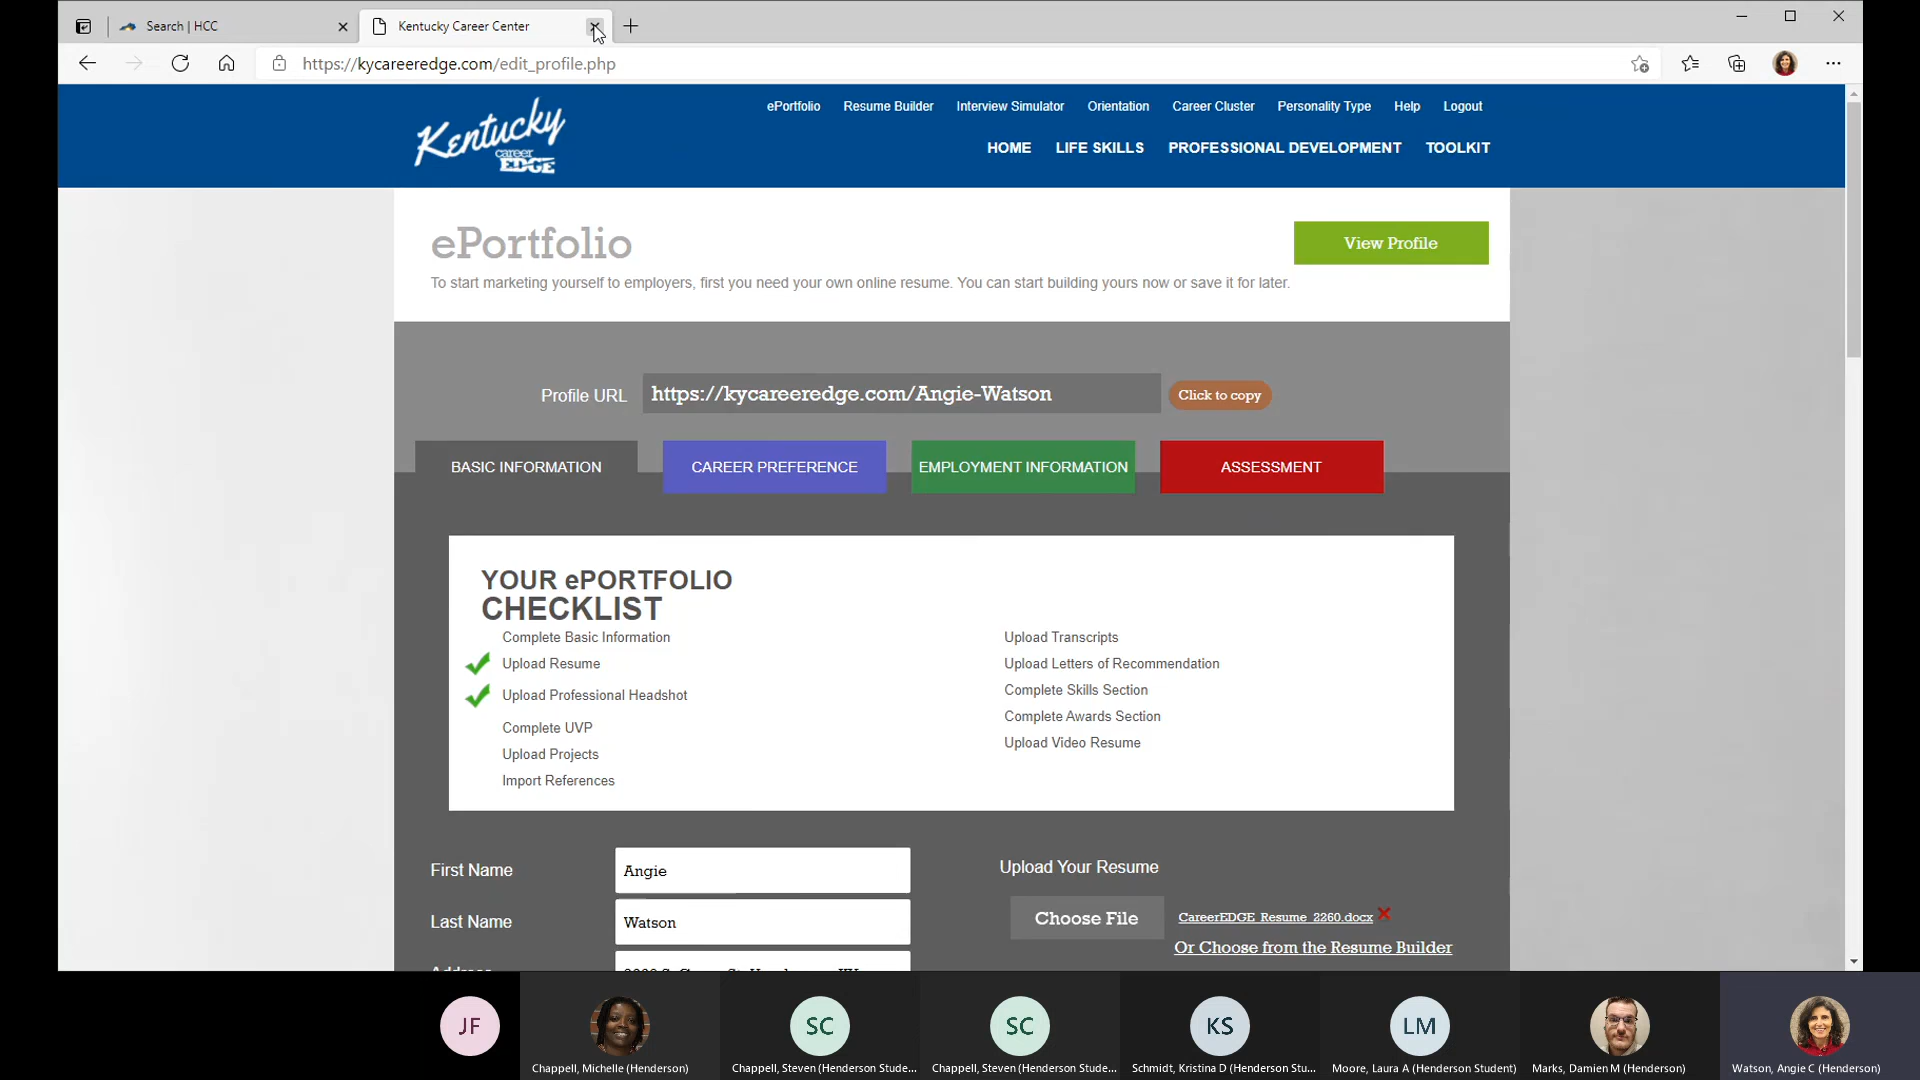 Search | HCC
Kentucky Career Center
https://kycareeredge.com/edit_profile.php
Kentucky
career
EDGE
ePortfolio Resume Builder Interview Simulator Orientation Career Cluster Personality Type Help Logout
HOME LIFE SKILLS PROFESSIONAL DEVELOPMENT TOOLKIT
ePortfolio
View Profile
To start marketing yourself to employers, first you need your own online resume. You can start building yours now or save it for later.
Profile URL https://kycareeredge.com/Angie-Watson Click to copy
BASIC INFORMATION CAREER PREFERENCE EMPLOYMENT INFORMATION ASSESSMENT
YOUR ePORTFOLIO
CHECKLIST
Complete Basic Information
Upload Resume
Upload Professional Headshot
Complete UVP
Upload Projects
Import References
Upload Transcripts
Upload Letters of Recommendation
Complete Skills Section
Complete Awards Section
Upload Video Resume
First Name Angie
Last Name Watson
Upload Your Resume
Choose File CareerEDGE_Resume_2260.docx
Or Choose from the Resume Builder
JF
SC
SC
KS
LM
Chappell, Michelle (Henderson)
Chappell, Steven (Henderson Stude...
Chappell, Steven (Henderson Stude...
Schmidt, Kristina D (Henderson Stu...
Moore, Laura A (Henderson Student)
Marks, Damien M (Henderson)
Watson, Angie C (Henderson)